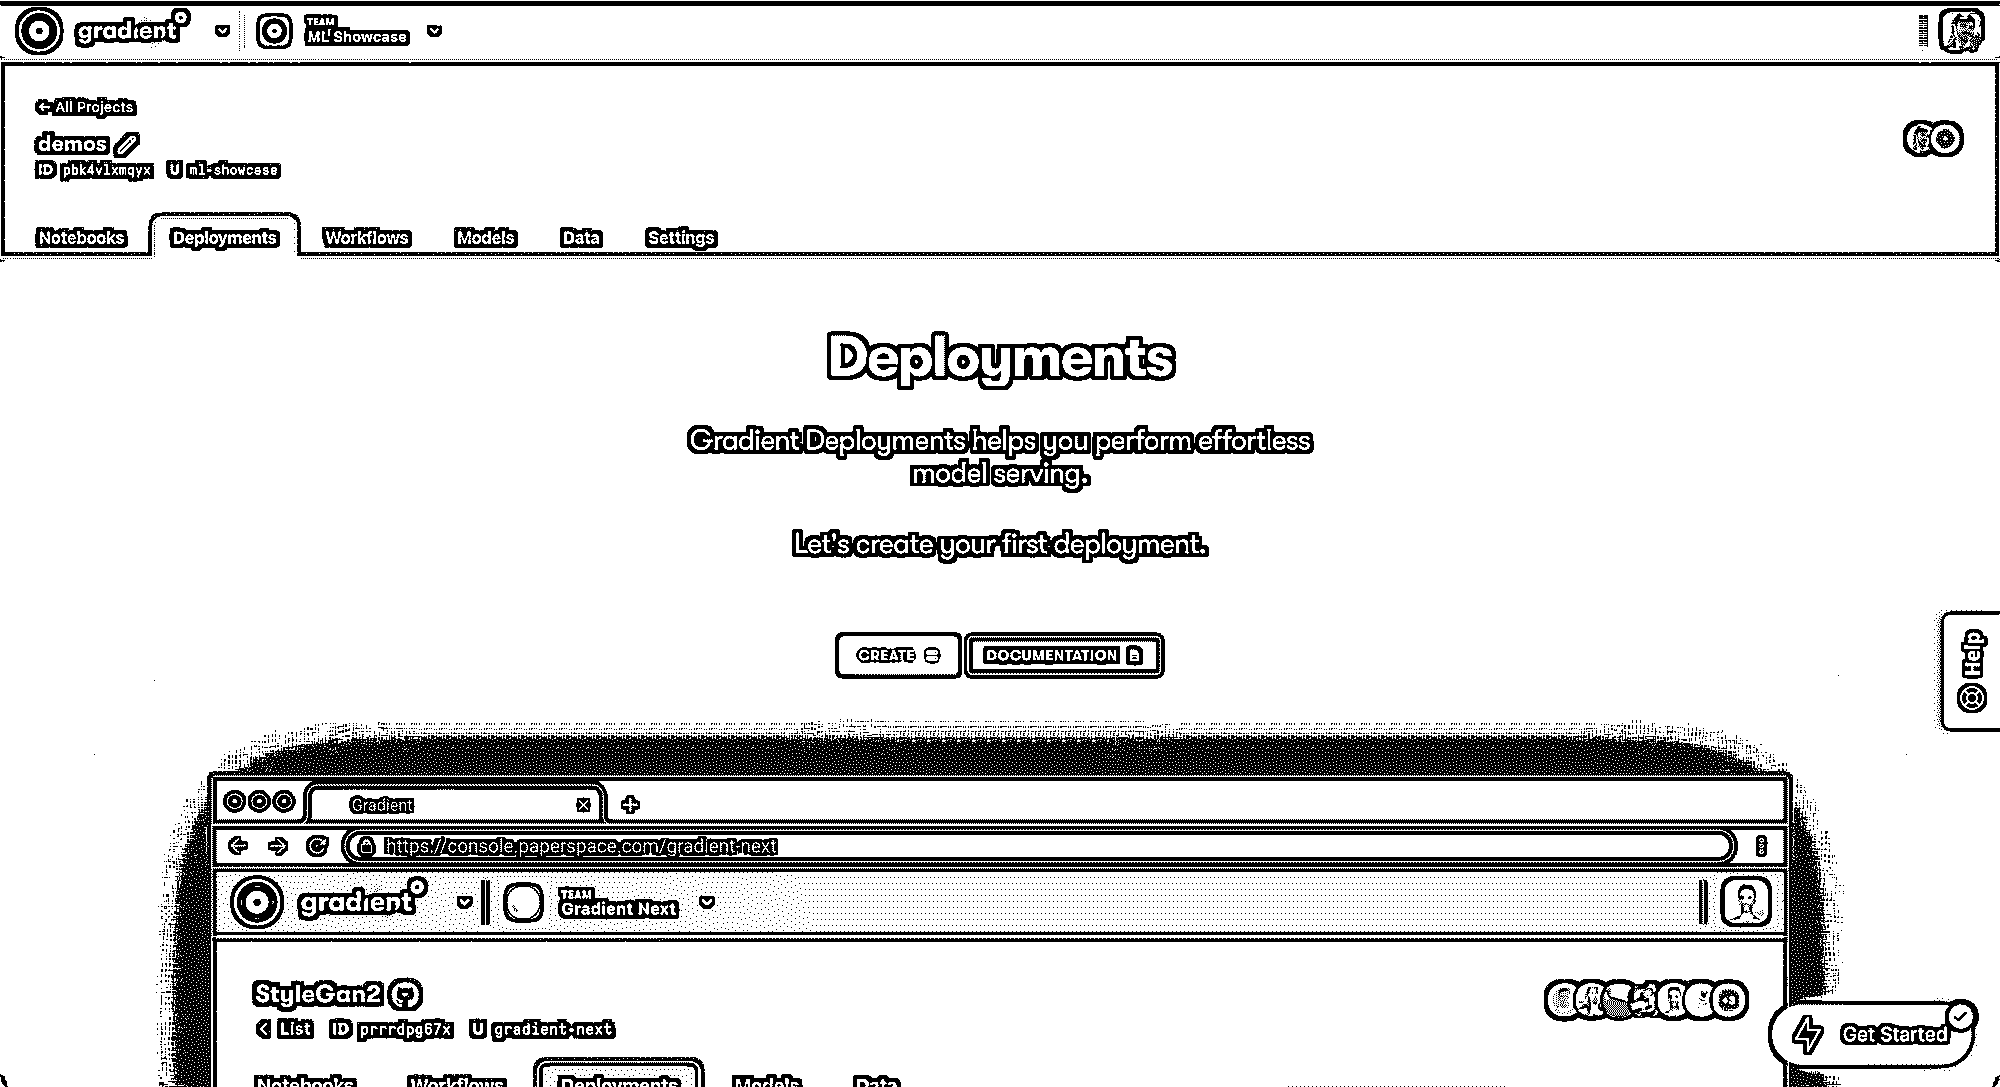 gradient
TEAM
ML Showcase
All Projects
demos
ID pbk4vlxmqyx U ml-showcase
Notebooks Deployments Workflows Models Data Settings
Deployments
Gradient Deployments helps you perform effortless
model serving.
Let's create your first deployment.
CREATE DOCUMENTATION
Help
Gradient
https://console.paperspace.com/gradient-next
gradient
TEAM
Gradient Next
StyleGan2
List ID prrrdpg67x U gradient-next
Get Started
Notebooks Workflows Deployments Models Data